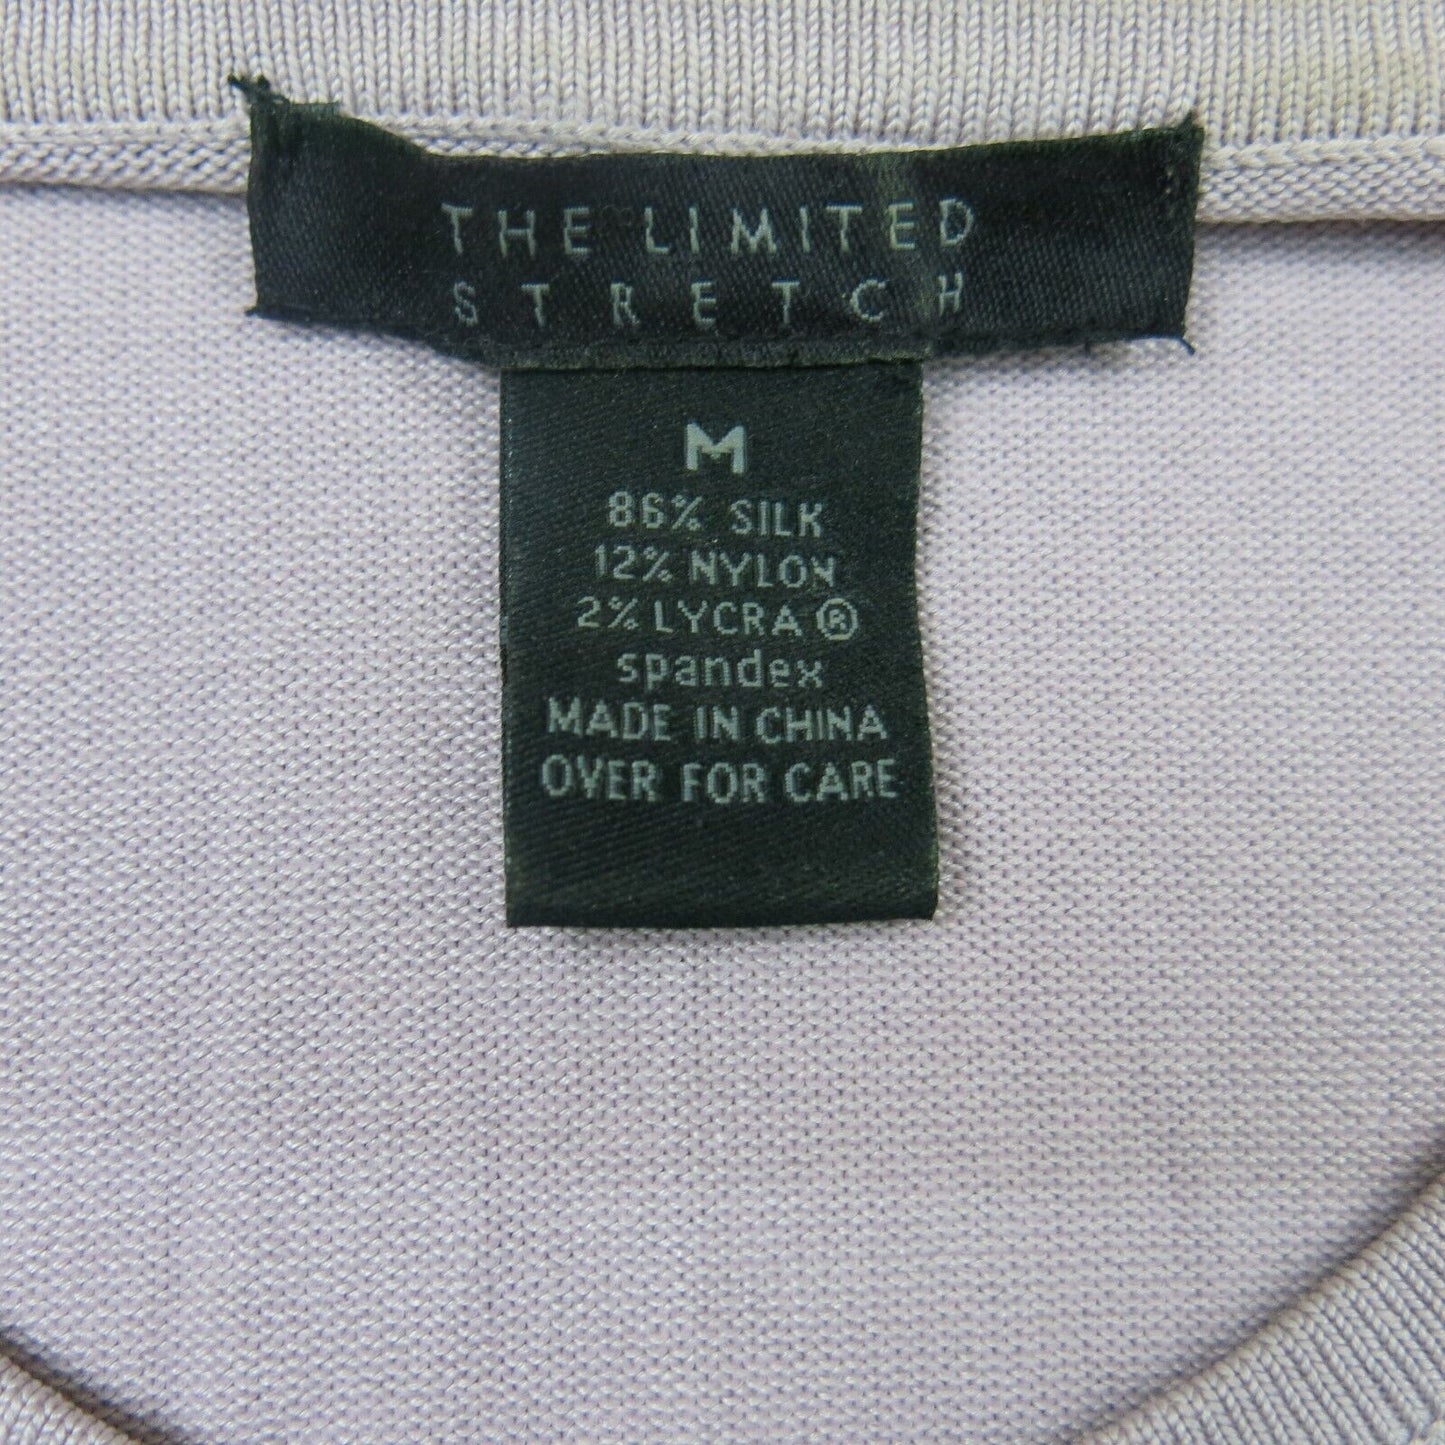 THE LIMITED
STRETCH
M
86% SILK
12% NYLON
2% LYCRA ®
spandex
MADE IN CHINA
OVER FOR CARE